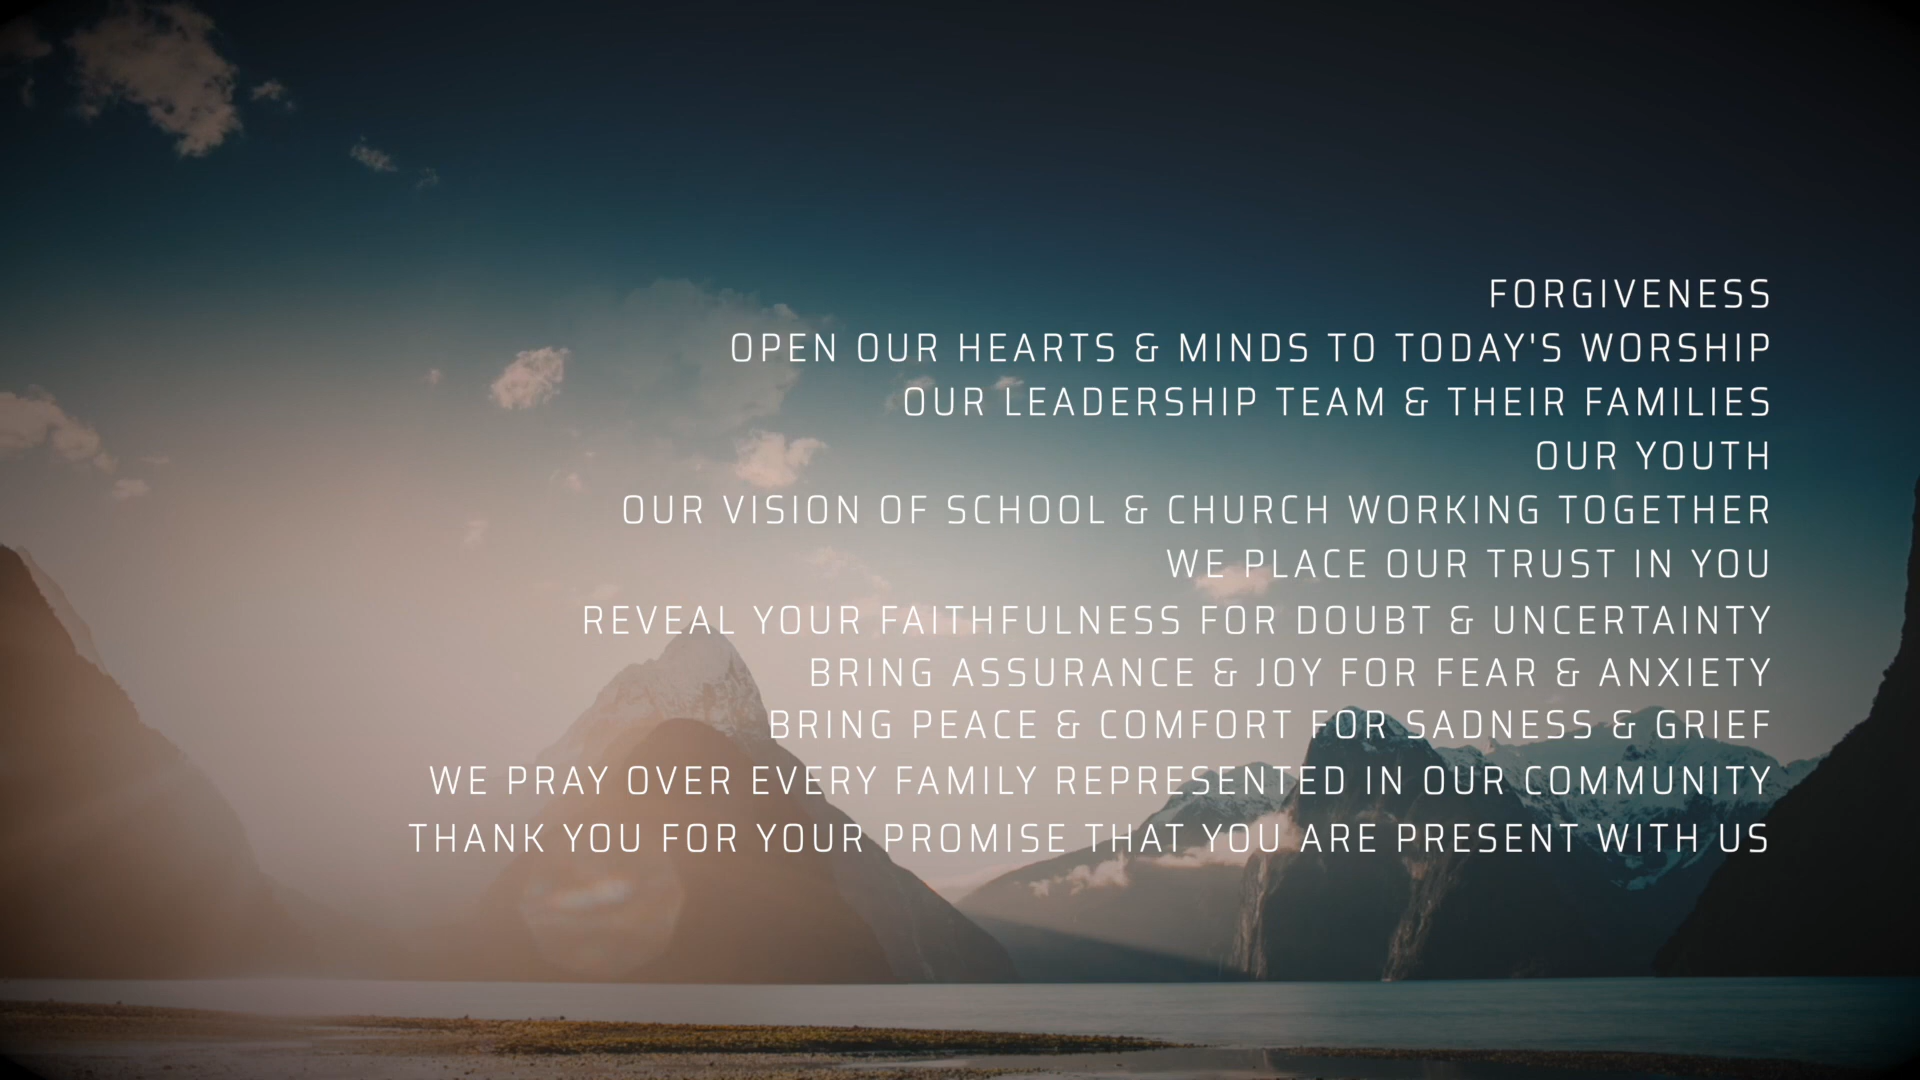 FORGIVENESS
OPEN OUR HEARTS & MINDS TO TODAY'S WORSHIP
OUR LEADERSHIP TEAM & THEIR FAMILIES
OUR YOUTH
OUR VISION OF SCHOOL & CHURCH WORKING TOGETHER
WE PLACE OUR TRUST IN YOU
REVEAL YOUR FAITHFULNESS FOR DOUBT & UNCERTAINTY
BRING ASSURANCE & JOY FOR FEAR & ANXIETY
BRING PEACE & COMFORT FOR SADNESS & GRIEF
WE PRAY OVER EVERY FAMILY REPRESENTED IN OUR COMMUNITY
THANK YOU FOR YOUR PROMISE THAT YOU ARE PRESENT WITH US